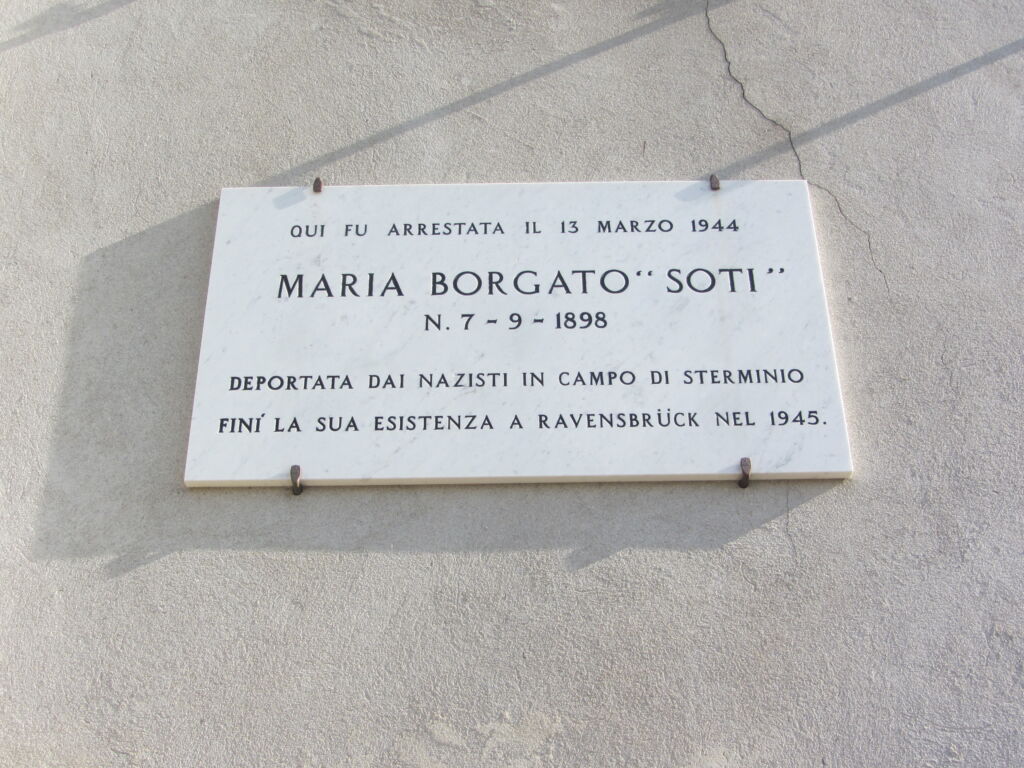 QUI FU ARRESTATA IL 13 MARZO 1944
MARIA BORGATO "SOTI"
N. 7 - 9 - 1898
DEPORTATA DAI NAZISTI IN CAMPO DI STERMINIO
FINÍ LA SUA ESISTENZA A RAVENSBRÜCK NEL 1945.